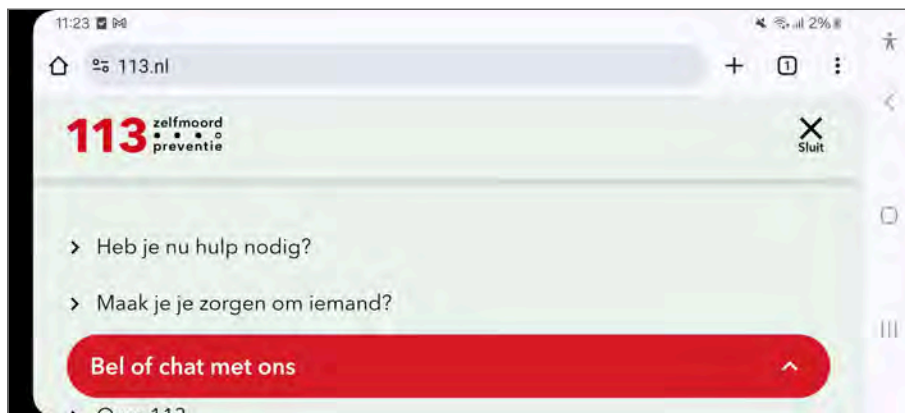 11:23
2%
113.nl
1
113 zelfmoord
preventie
Sluit
Heb je nu hulp nodig?
Maak je je zorgen om iemand?
Bel of chat met ons